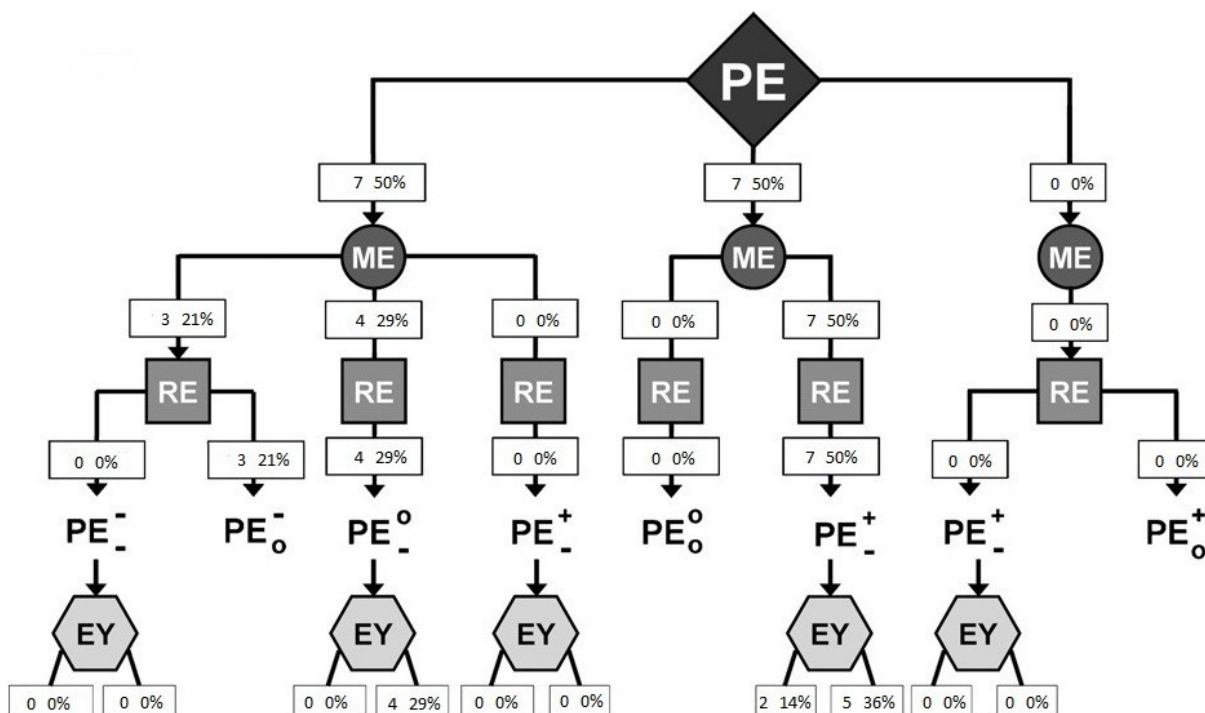 PE
7 50% 7 50% 0 0%
ME ME ME
3 21% 4 29% 0 0% 0 0% 7 50% 0 0%
RE RE RE RE RE RE
0 0% 3 21% 4 29% 0 0% 0 0% 7 50% 0 0% 0 0%
PE - - PE - o PE o - PE + - PE o o PE + - PE + - PE + o
EY EY EY EY EY
0 0% 0 0% 0 0% 4 29% 0 0% 0 0% 2 14% 5 36% 0 0% 0 0%